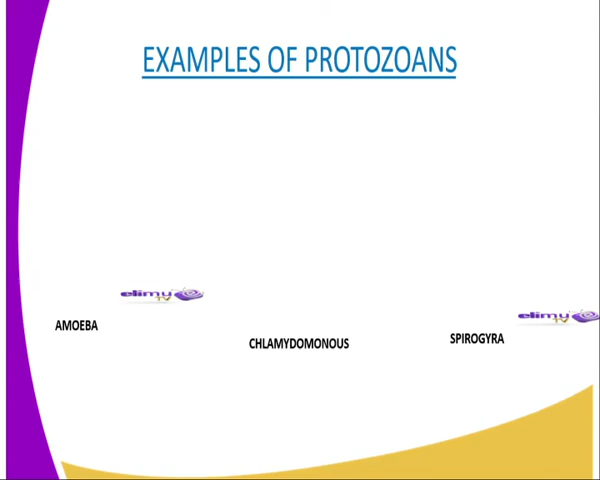 EXAMPLES OF PROTOZOANS
elimu TV
elimu TV
AMOEBA
CHLAMYDOMONOUS
SPIROGYRA